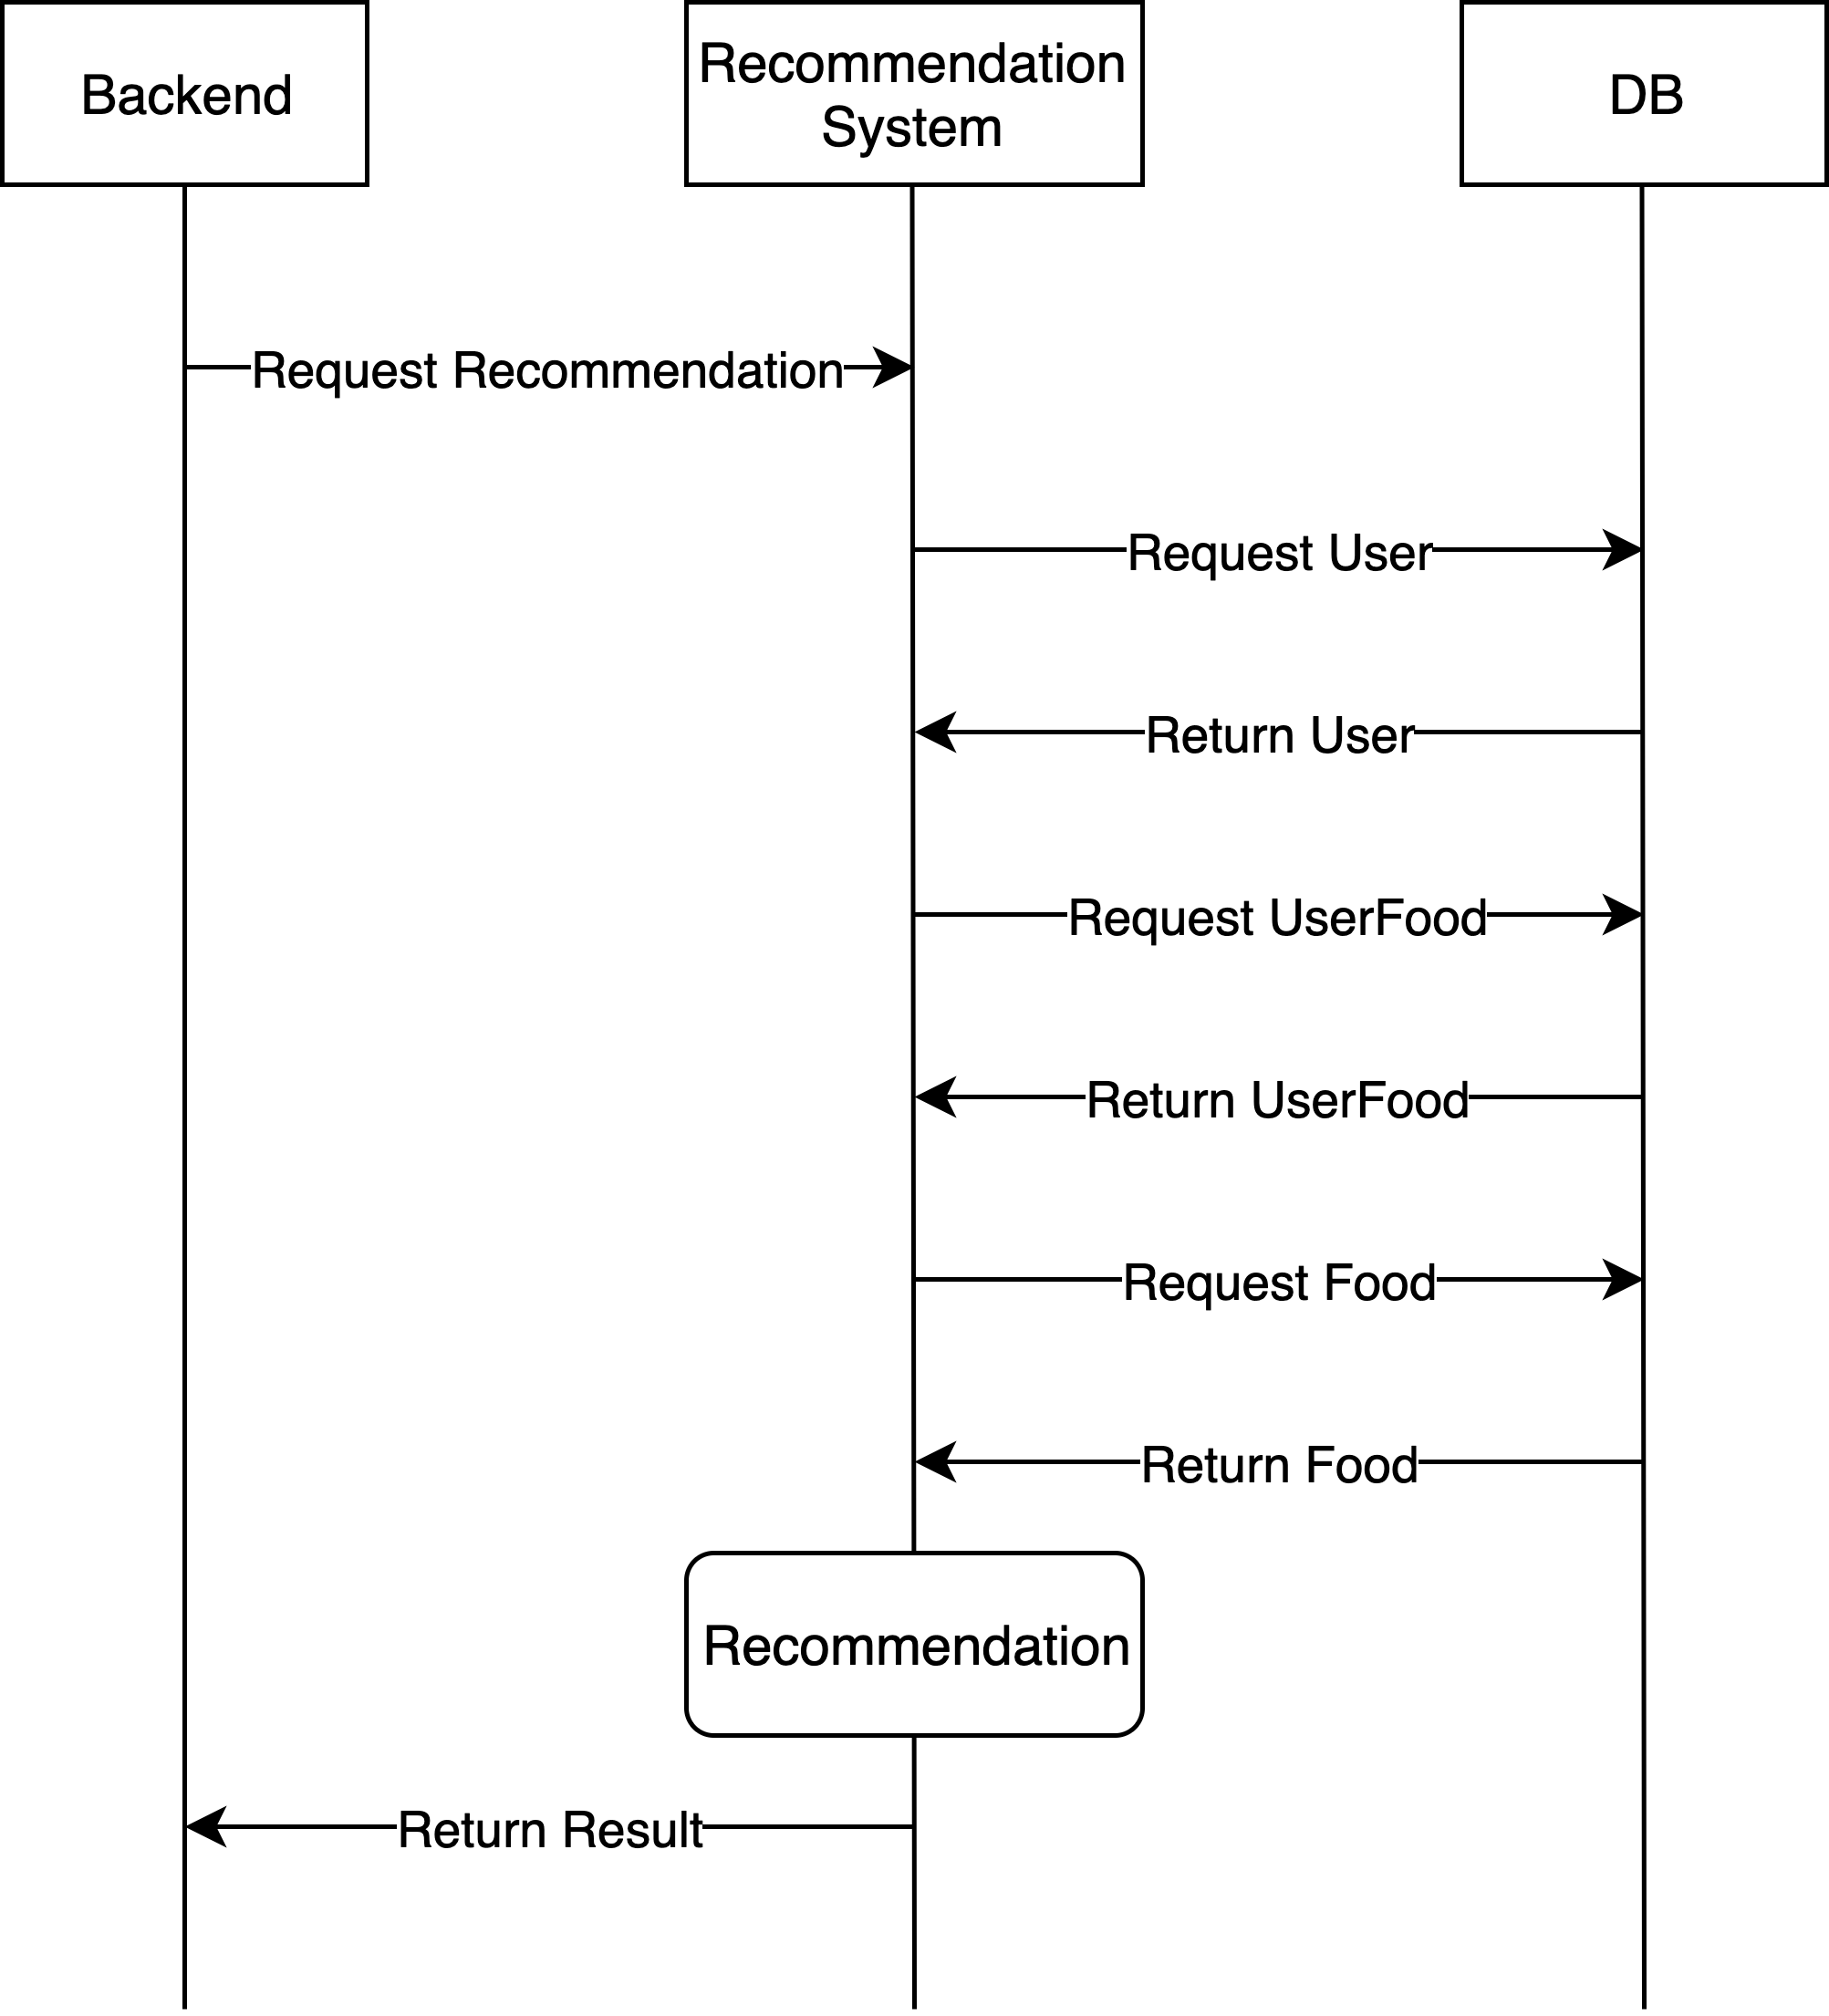 Backend
Recommendation
System
DB
Request Recommendation
Request User
Return User
Request UserFood
Return UserFood
Request Food
Return Food
Recommendation
Return Result